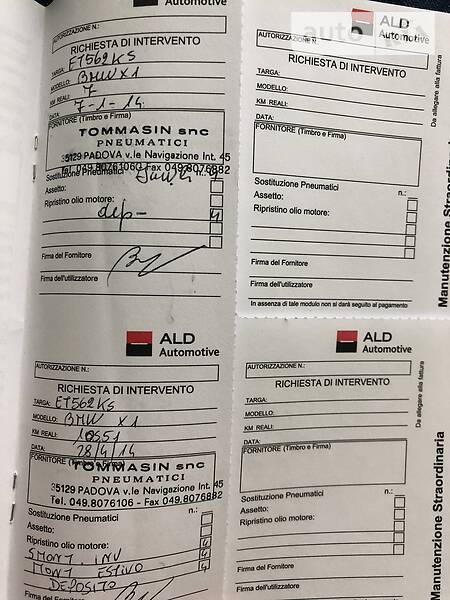 Automotive
AUTORIZZAZIONE N.:
RICHIESTA DI INTERVENTO
TARGA: ET562KS
MODELLO: BMW X1
KM REALI: 7
DATA: 7-1-14
FORNITORE (Timbro e Firma)
TOMMASIN snc
PNEUMATICI
35129 PADOVA v.le Navigazione Int. 45
Tel. 049.8076106 - Fax 049.8076882
Sostituzione Pneumatici n.:
Assetto:
Ripristino olio motore:
dep- 4
Firma del Fornitore
Firma dell'utilizzatore
ALD
Automotive
AUTORIZZAZIONE N.:
RICHIESTA DI INTERVENTO
TARGA:
MODELLO:
KM REALI:
DATA:
FORNITORE (Timbro e Firma)
Sostituzione Pneumatici n.:
Assetto:
Ripristino olio motore:
Firma del Fornitore
Firma dell'utilizzatore
In assenza di tale modulo non si darà seguito al pagamento
Da allegare alla fattura
Manutenzione Straordinaria
ALD
Automotive
AUTORIZZAZIONE N.:
RICHIESTA DI INTERVENTO
TARGA: ET562KS
MODELLO: BMW X1
KM REALI: 10551
DATA: 28/4/14
FORNITORE (Timbro e Firma)
TOMMASIN snc
PNEUMATICI
35129 PADOVA v.le Navigazione Int. 45
Tel. 049.8076106 - Fax 049.8076882
Sostituzione Pneumatici n.:
Assetto:
Ripristino olio motore: 4
SMONT. INV 4
MONT ESTIVO 4
DEPOSITO
Firma del Fornitore
ALD
Automotive
AUTORIZZAZIONE N.:
RICHIESTA DI INTERVENTO
TARGA:
MODELLO:
KM REALI:
DATA:
FORNITORE (Timbro e Firma)
Sostituzione Pneumatici n.:
Assetto:
Ripristino olio motore:
Firma del Fornitore
Firma dell'utilizzatore
Da allegare alla fattura
Manutenzione Straordinaria